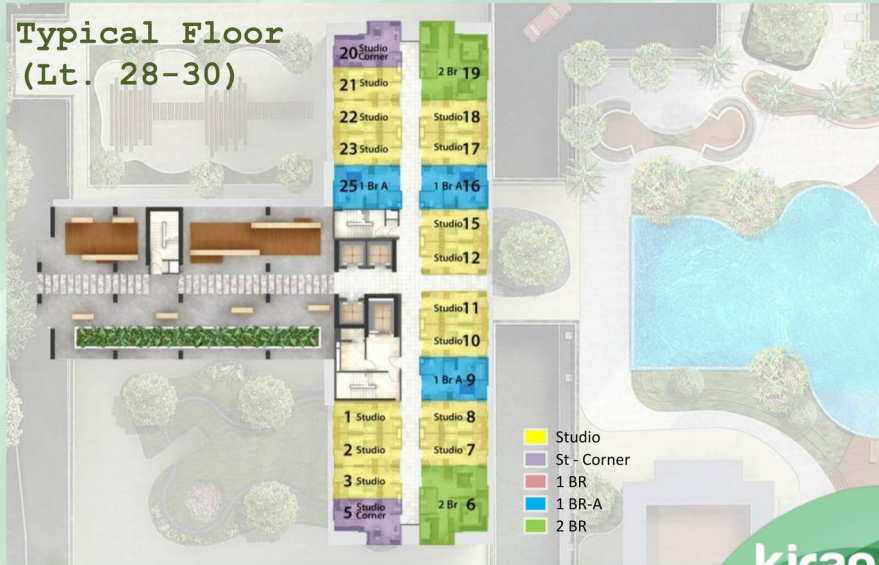 Typical Floor
(Lt. 28-30)
20 Studio Corner
2 Br 19
21 Studio
22 Studio
Studio 18
23 Studio
Studio 17
25 1 Br A
1 Br A 16
Studio 15
Studio 12
Studio 11
Studio 10
1 Br A 9
1 Studio
Studio 8
2 Studio
Studio 7
3 Studio
2 Br 6
5 Studio Corner
Studio
St - Corner
1 BR
1 BR-A
2 BR